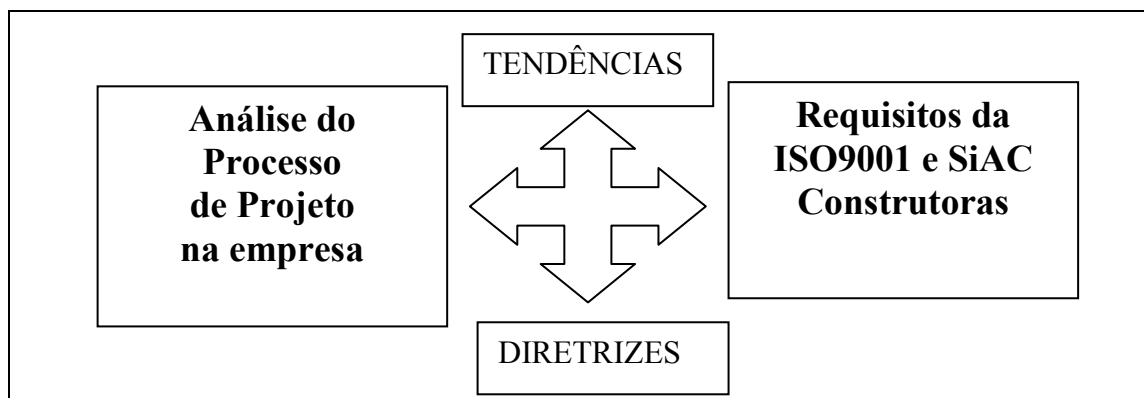 TENDÊNCIAS
Análise do
Processo
de Projeto
na empresa
Requisitos da
ISO9001 e SiAC
Construtoras
DIRETRIZES